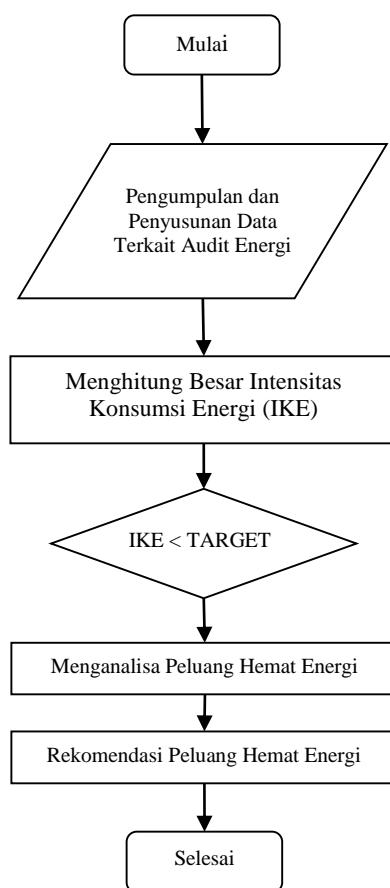 Mulai
Pengumpulan dan
Penyusunan Data
Terkait Audit Energi
Menghitung Besar Intensitas
Konsumsi Energi (IKE)
IKE < TARGET
Menganalisa Peluang Hemat Energi
Rekomendasi Peluang Hemat Energi
Selesai